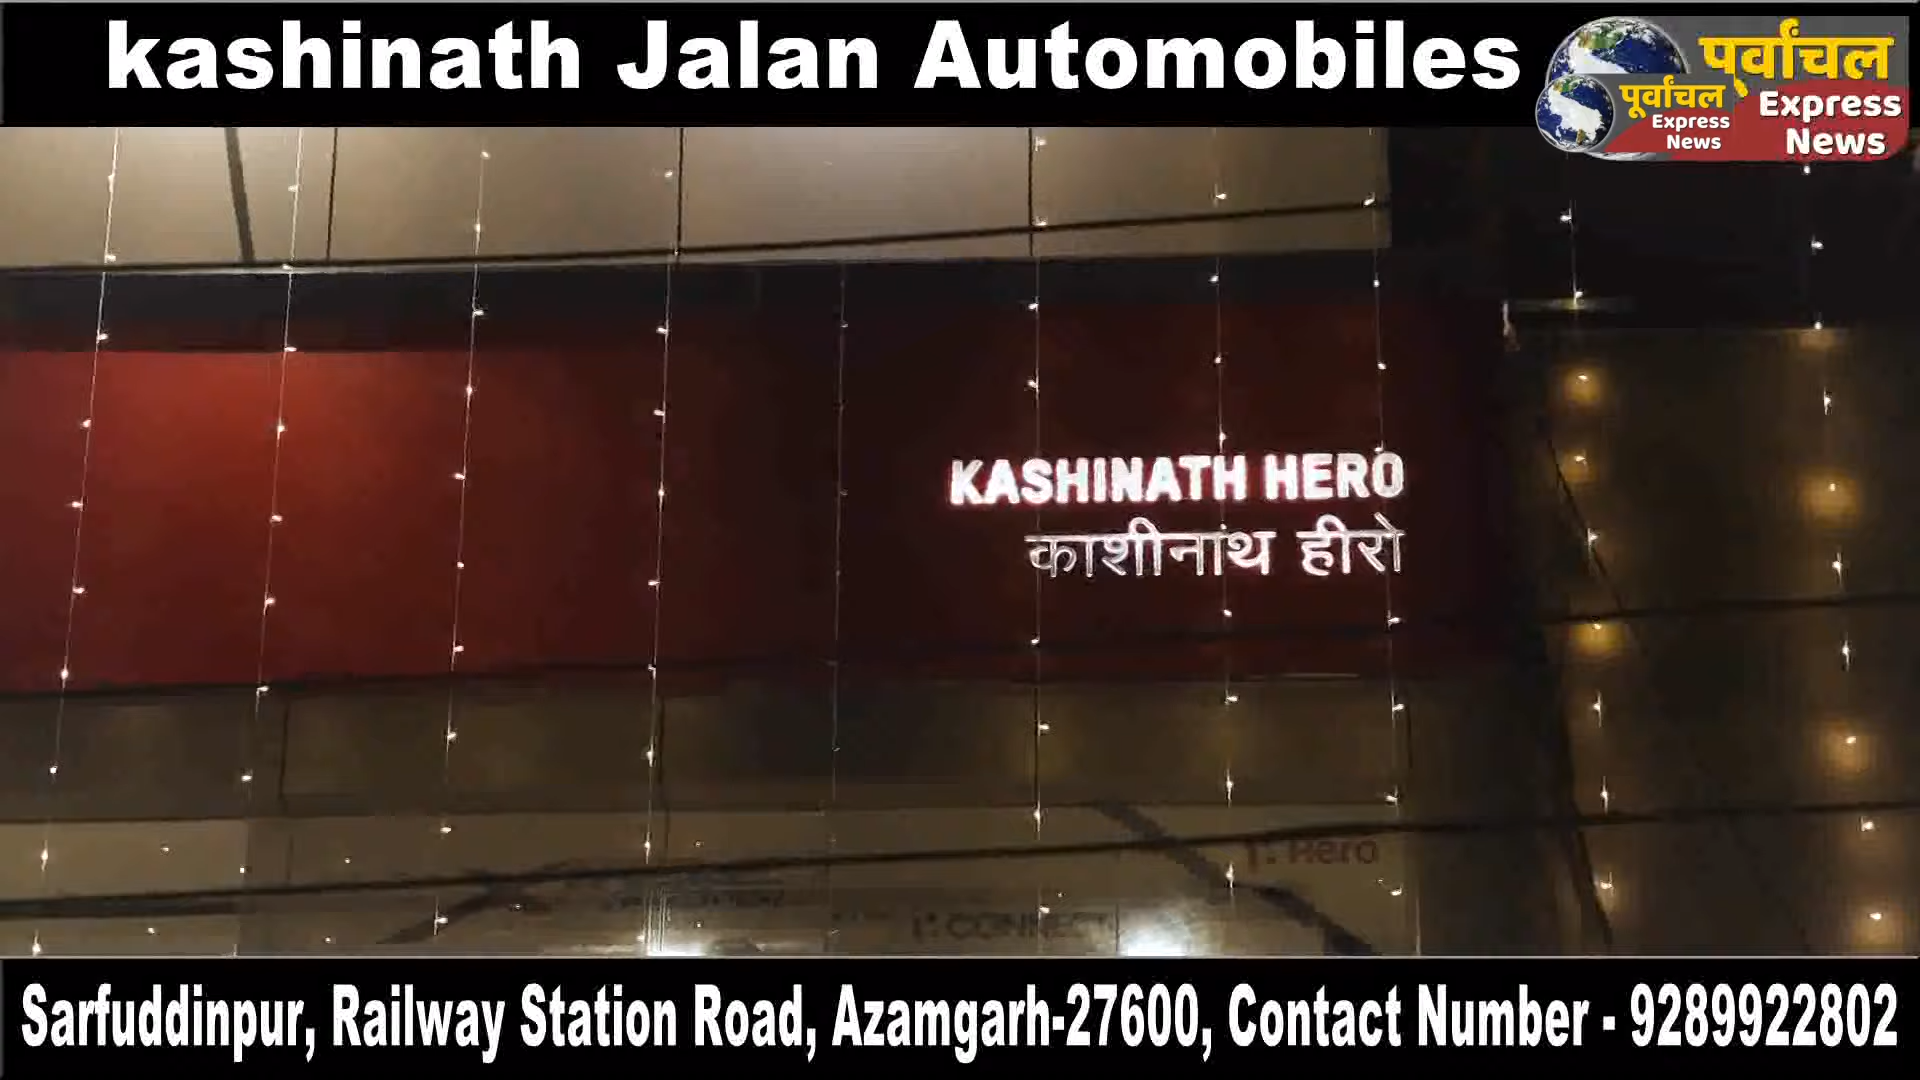 kashinath Jalan Automobiles
पूर्वांचल
Express
News
पूर्वांचल
Express
News
KASHINATH HERO
काशीनाथ हीरो
Hero
CONNECT
Sarfuddinpur, Railway Station Road, Azamgarh-27600, Contact Number - 9289922802